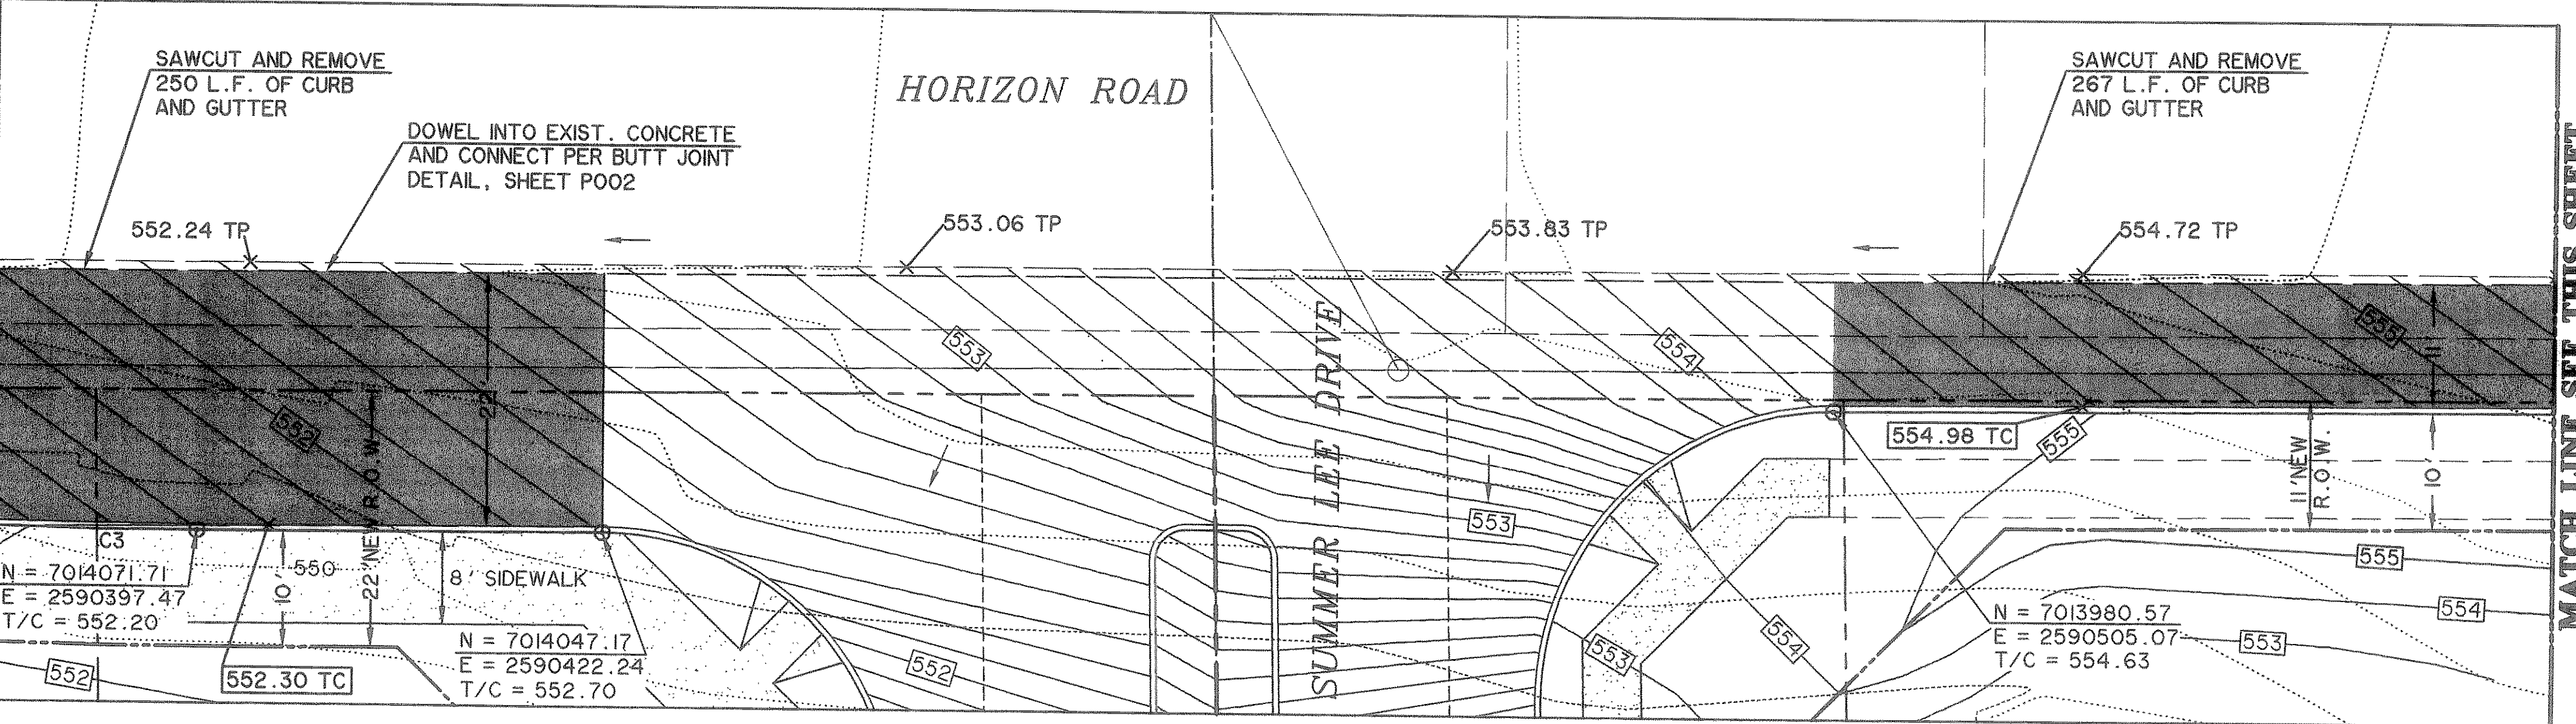 SAWCUT AND REMOVE
250 L.F. OF CURB
AND GUTTER
DOWEL INTO EXIST. CONCRETE
AND CONNECT PER BUTT JOINT
DETAIL, SHEET P002
HORIZON ROAD
SAWCUT AND REMOVE
267 L.F. OF CURB
AND GUTTER
552.24 TP
553.06 TP
553.83 TP
554.72 TP
553
554
555
552
22'
11'
SUMMER LEE DRIVE
553
554.98 TC
555
11' NEW
R.O.W.
10'
MATCH LINE SEE THIS SHEET
C3
N = 7014071.71
E = 2590397.47
T/C = 552.20
10'
550
22' NEW R.O.W.
8' SIDEWALK
N = 7014047.17
E = 2590422.24
T/C = 552.70
552
552.30 TC
552
553
554
N = 7013980.57
E = 2590505.07
T/C = 554.63
555
554
553